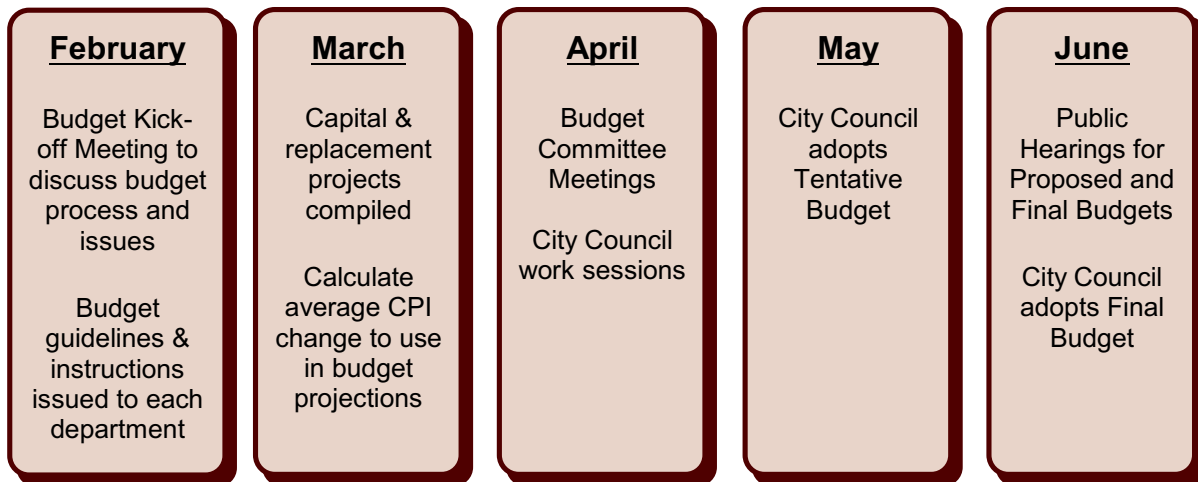 February
Budget Kick-
off Meeting to
discuss budget
process and
issues
Budget
guidelines &
instructions
issued to each
department
March
Capital &
replacement
projects
compiled
Calculate
average CPI
change to use
in budget
projections
April
Budget
Committee
Meetings
City Council
work sessions
May
City Council
adopts
Tentative
Budget
June
Public
Hearings for
Proposed and
Final Budgets
City Council
adopts Final
Budget